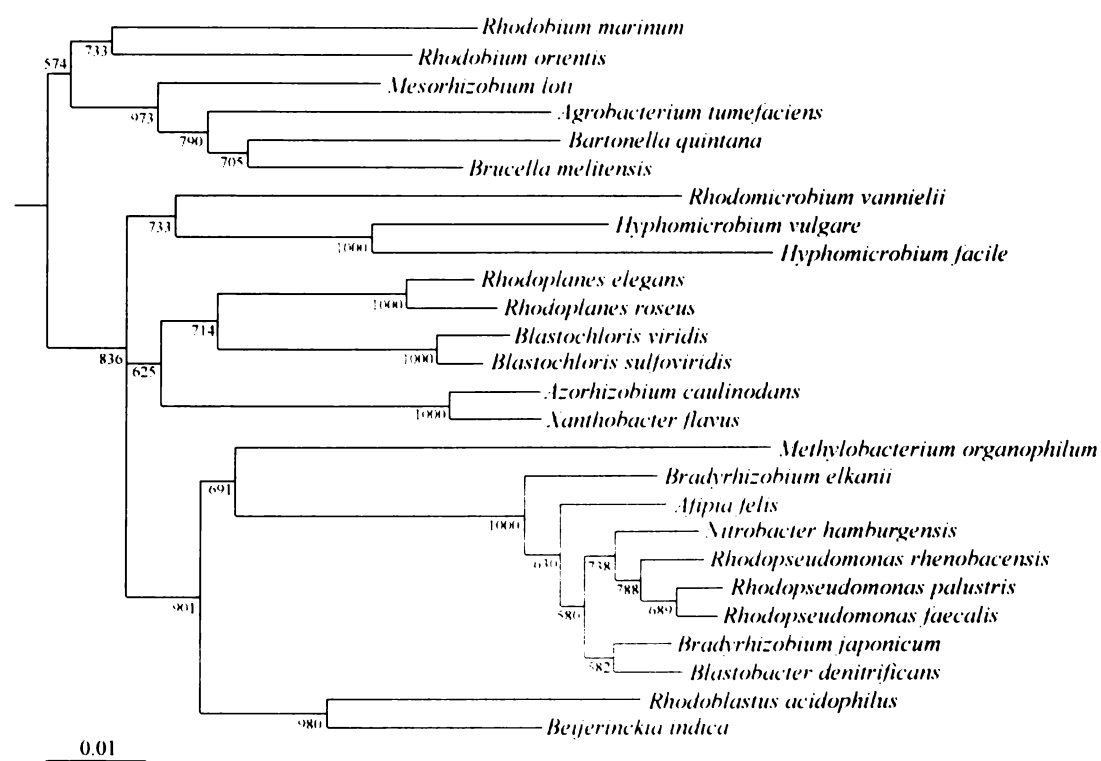 Rhodobium marinum
733
Rhodobium orientis
574
Mesorhizobium loti
973
Agrobacterium tumefaciens
790
Bartonella quintana
705
Brucella melitensis
Rhodomicrobium vannielii
733
Hyphomicrobium vulgare
1000
Hyphomicrobium facile
Rhodoplanes elegans
1000
Rhodoplanes roseus
714
Blastochloris viridis
1000
Blastochloris sulfoviridis
836
625
Azorhizobium caulinodans
1000
Xanthobacter flavus
Methylobacterium organophilum
691
Bradyrhizobium elkanii
1000
Afipia felis
630
Nitrobacter hamburgensis
738
Rhodopseudomonas rhenobacensis
788
Rhodopseudomonas palustris
689
Rhodopseudomonas faecalis
901
586
Bradyrhizobium japonicum
582
Blastobacter denitrificans
Rhodoblastus acidophilus
980
Beijerinckia indica
0.01